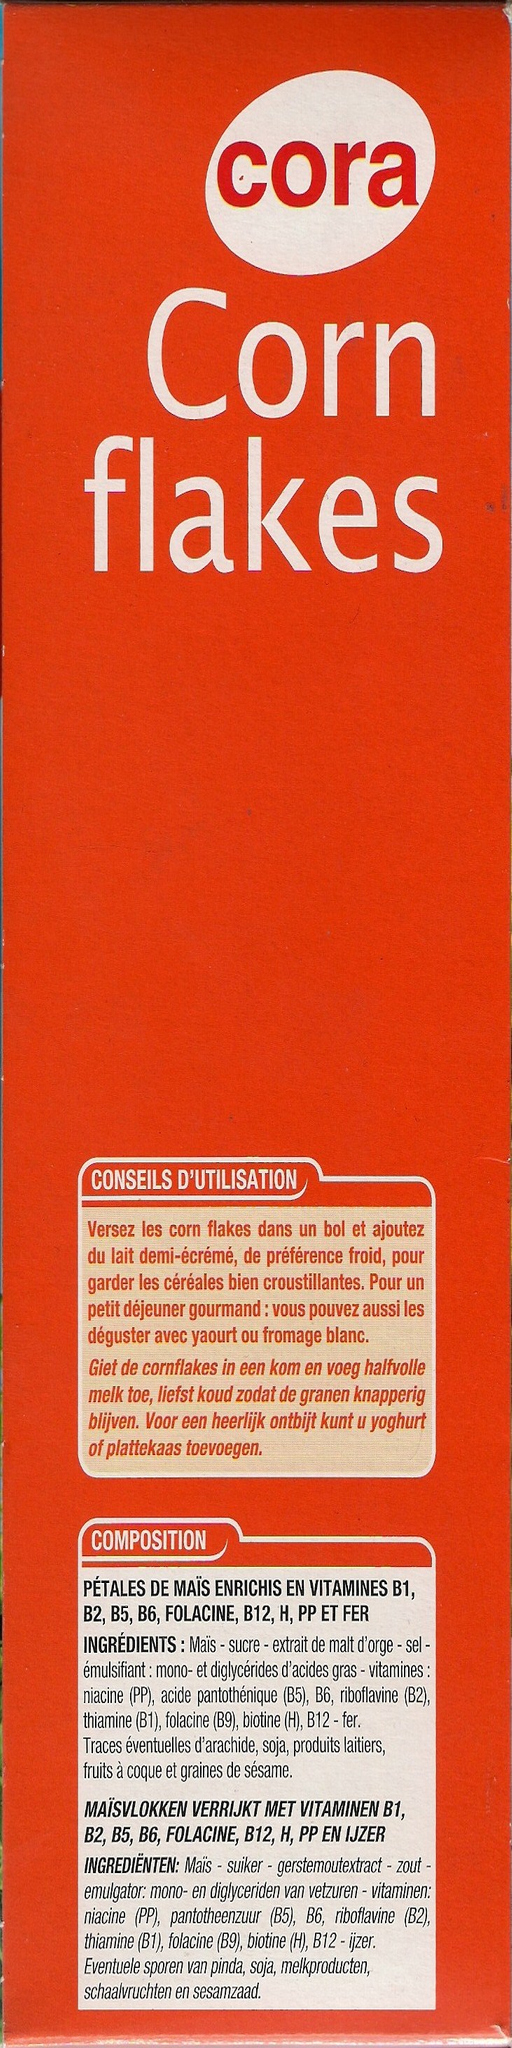 cora
Corn
flakes
CONSEILS D'UTILISATION
Versez les corn flakes dans un bol et ajoutez
du lait demi-écrémé, de préférence froid, pour
garder les céréales bien croustillantes. Pour un
petit déjeuner gourmand : vous pouvez aussi les
déguster avec yaourt ou fromage blanc.
Giet de cornflakes in een kom en voeg halfvolle
melk toe, liefst koud zodat de granen knapperig
blijven. Voor een heerlijk ontbijt kunt u yoghurt
of plattekaas toevoegen.
COMPOSITION
PÉTALES DE MAÏS ENRICHIS EN VITAMINES B1,
B2, B5, B6, FOLACINE, B12, H, PP ET FER
INGRÉDIENTS : Maïs - sucre - extrait de malt d'orge - sel -
émulsifiant : mono- et diglycérides d'acides gras - vitamines :
niacine (PP), acide pantothénique (B5), B6, riboflavine (B2),
thiamine (B1), folacine (B9), biotine (H), B12 - fer.
Traces éventuelles d'arachide, soja, produits laitiers,
fruits à coque et graines de sésame.
MAÏSVLOKKEN VERRIJKT MET VITAMINEN B1,
B2, B5, B6, FOLACINE, B12, H, PP EN IJZER
INGREDIËNTEN: Maïs - suiker - gerstemoutextract - zout -
emulgator: mono- en diglyceriden van vetzuren - vitaminen:
niacine (PP), pantotheenzuur (B5), B6, riboflavine (B2),
thiamine (B1), folacine (B9), biotine (H), B12 - ijzer.
Eventuele sporen van pinda, soja, melkproducten,
schaalvruchten en sesamzaad.